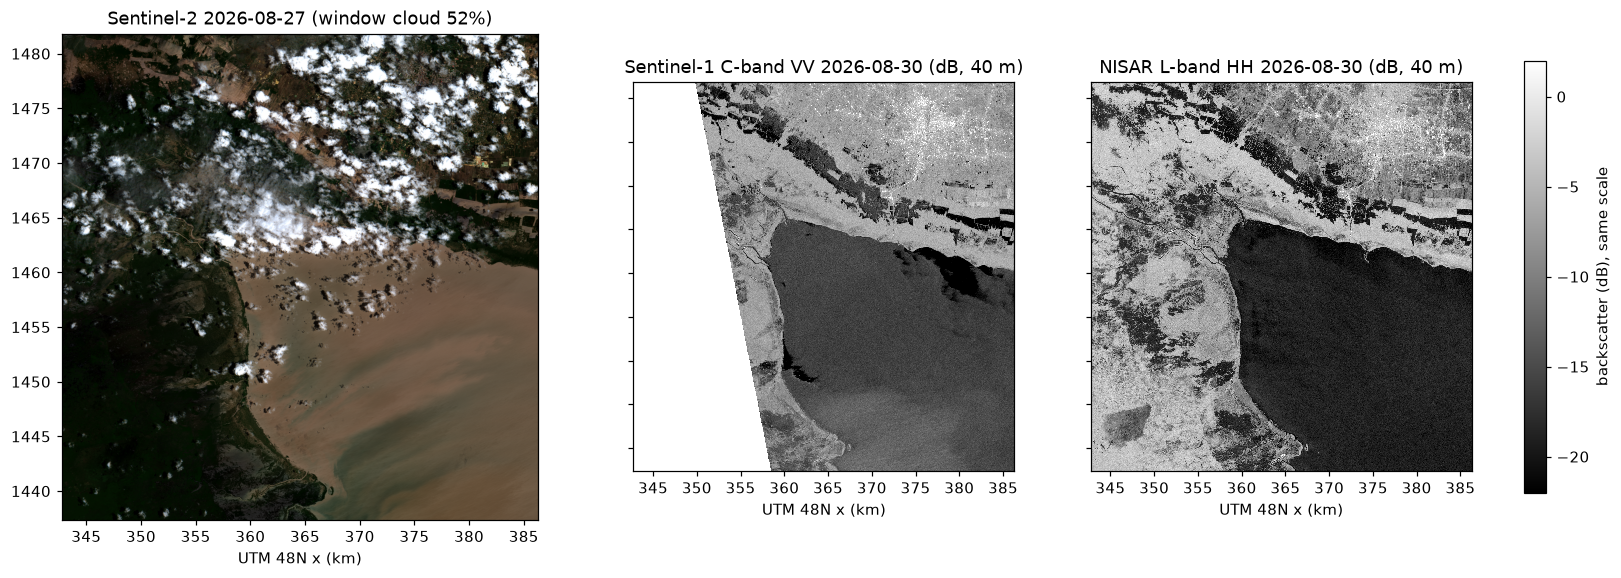 Sentinel-2 2026-08-27 (window cloud 52%)
1480
1475
1470
1465
1460
1455
1450
1445
1440
345 350 355 360 365 370 375 380 385
UTM 48N x (km)
Sentinel-1 C-band VV 2026-08-30 (dB, 40 m)
345 350 355 360 365 370 375 380 385
UTM 48N x (km)
NISAR L-band HH 2026-08-30 (dB, 40 m)
345 350 355 360 365 370 375 380 385
UTM 48N x (km)
0
−5
−10
−15
−20
backscatter (dB), same scale